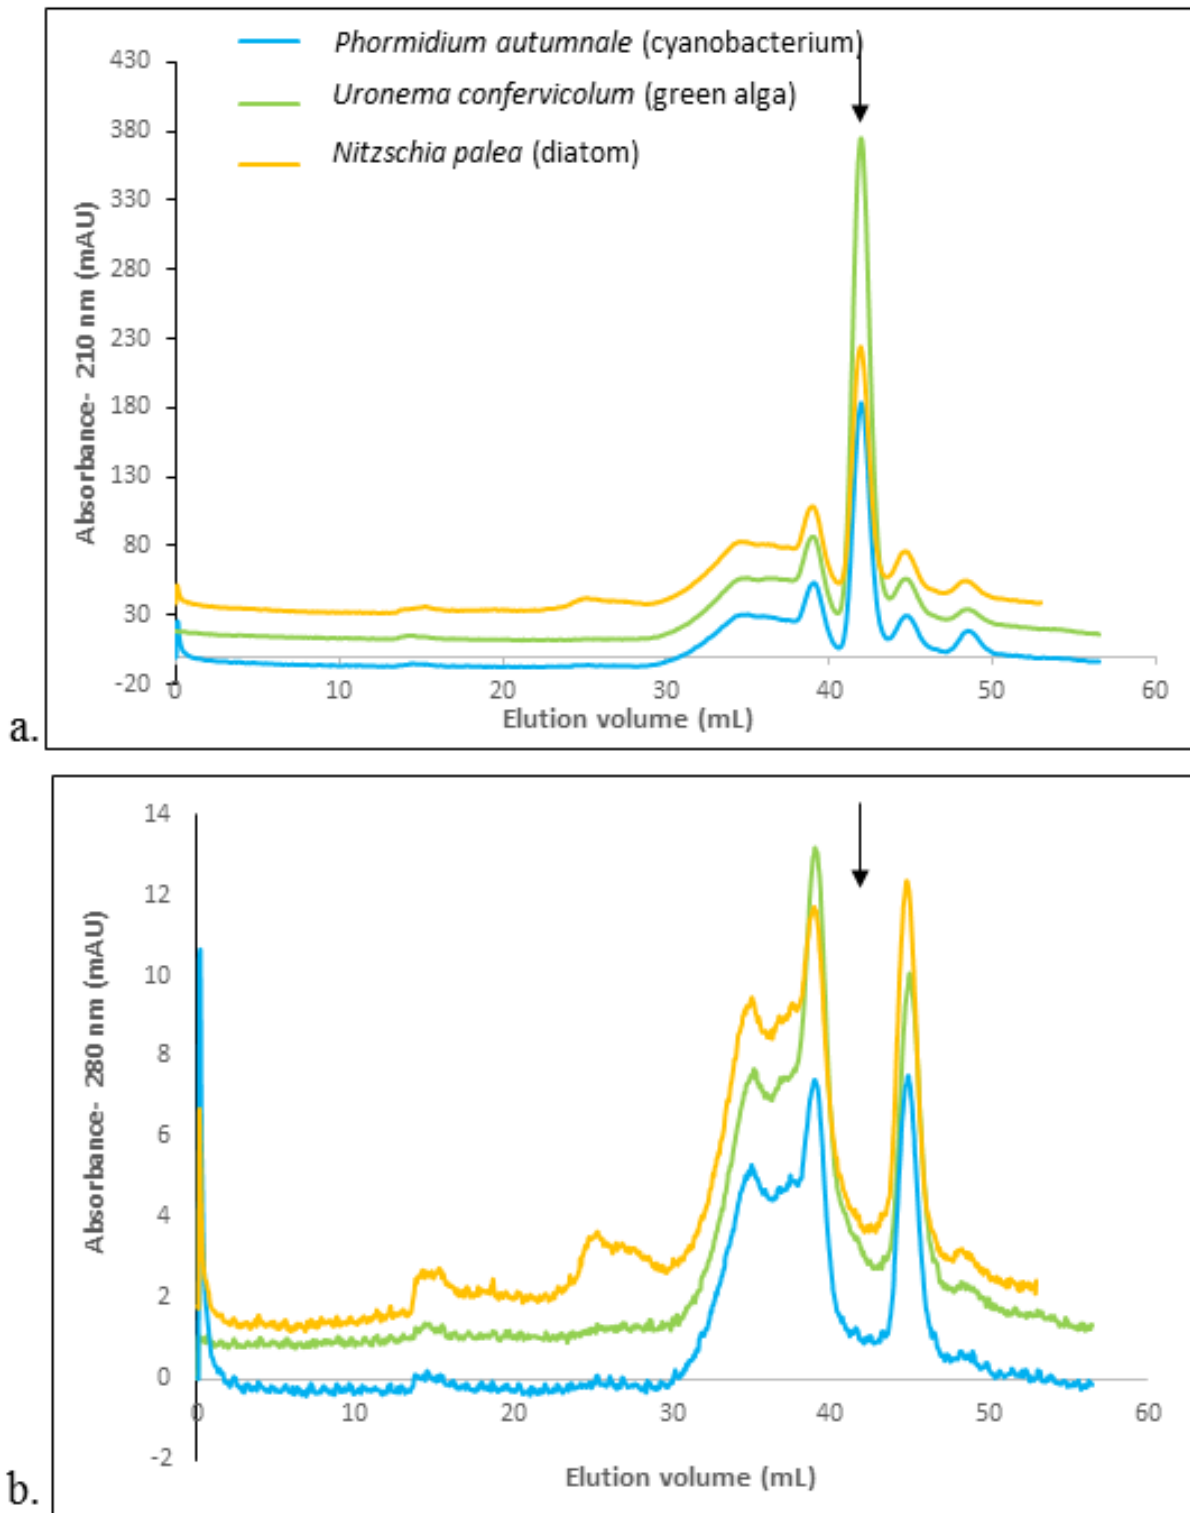 Phormidium autumnale (cyanobacterium)
Uronema confervicolum (green alga)
Nitzschia palea (diatom)
430
380
330
280
230
180
130
80
30
-20
Absorbance- 210 nm (mAU)
0 10 20 30 40 50 60
Elution volume (mL)
a.
14
12
10
8
6
4
2
0
-2
Absorbance- 280 nm (mAU)
0 10 20 30 40 50 60
Elution volume (mL)
b.